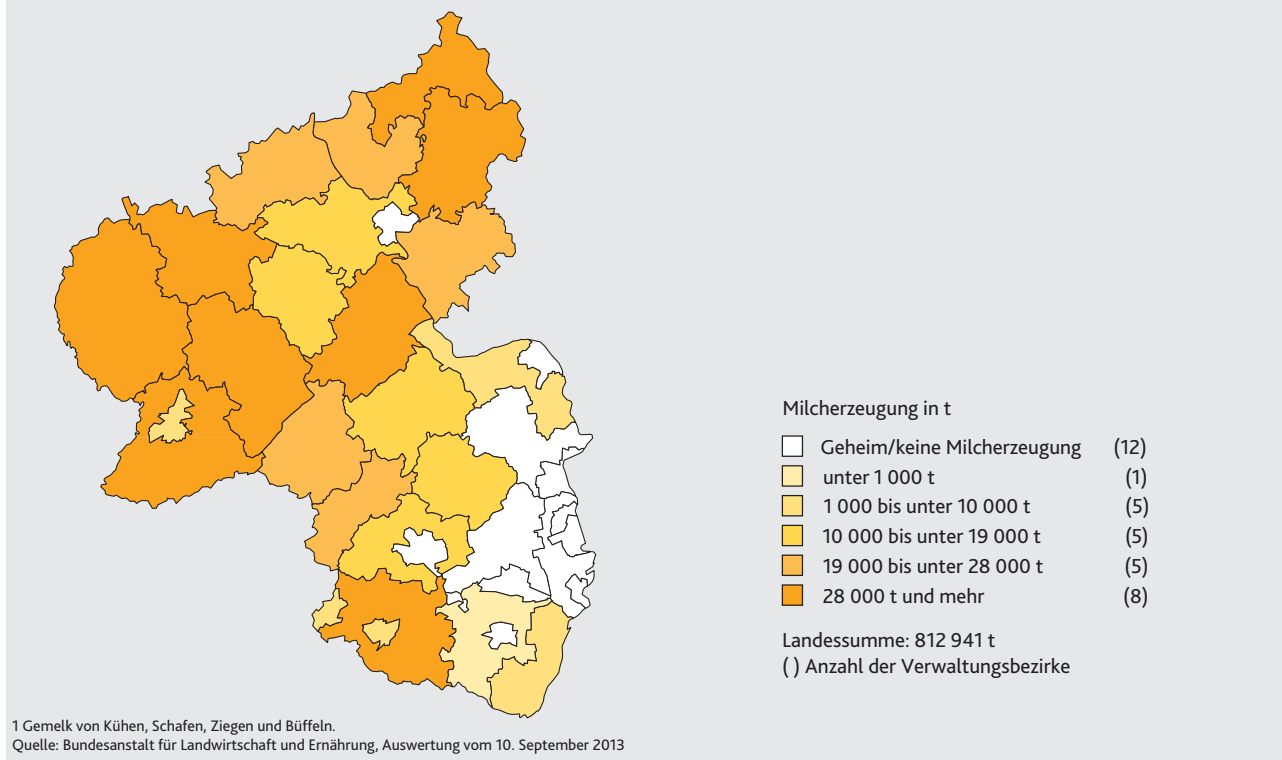 Milcherzeugung in t
Geheim/keine Milcherzeugung (12)
unter 1 000 t (1)
1 000 bis unter 10 000 t (5)
10 000 bis unter 19 000 t (5)
19 000 bis unter 28 000 t (5)
28 000 t und mehr (8)
Landessumme: 812 941 t
( ) Anzahl der Verwaltungsbezirke
1 Gemelk von Kühen, Schafen, Ziegen und Büffeln.
Quelle: Bundesanstalt für Landwirtschaft und Ernährung, Auswertung vom 10. September 2013